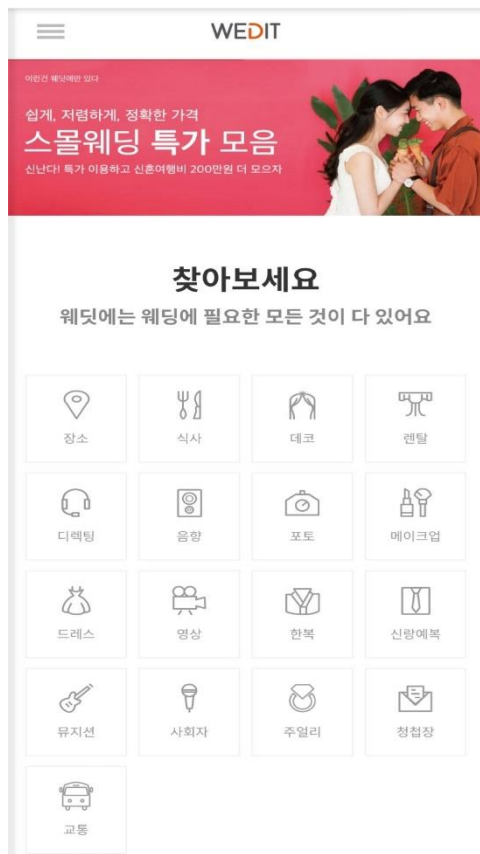 WEDIT
이런건 웨딧에만 있다
쉽게, 저렴하게, 정확한 가격
스몰웨딩 특가 모음
신난다! 특가 이용하고 신혼여행비 200만원 더 모으자
찾아보세요
웨딧에는 웨딩에 필요한 모든 것이 다 있어요
장소 식사 데코 렌탈
디렉팅 음향 포토 메이크업
드레스 영상 한복 신랑예복
뮤지션 사회자 주얼리 청첩장
교통